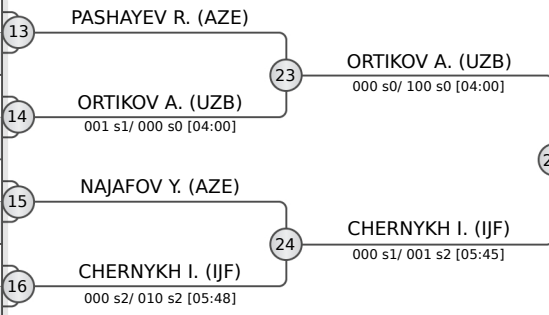 PASHAYEV R. (AZE)
13
23
ORTIKOV A. (UZB)
000 s0/ 100 s0 [04:00]
ORTIKOV A. (UZB)
14
001 s1/ 000 s0 [04:00]
NAJAFOV Y. (AZE)
15
24
CHERNYKH I. (IJF)
000 s1/ 001 s2 [05:45]
CHERNYKH I. (IJF)
16
000 s2/ 010 s2 [05:48]